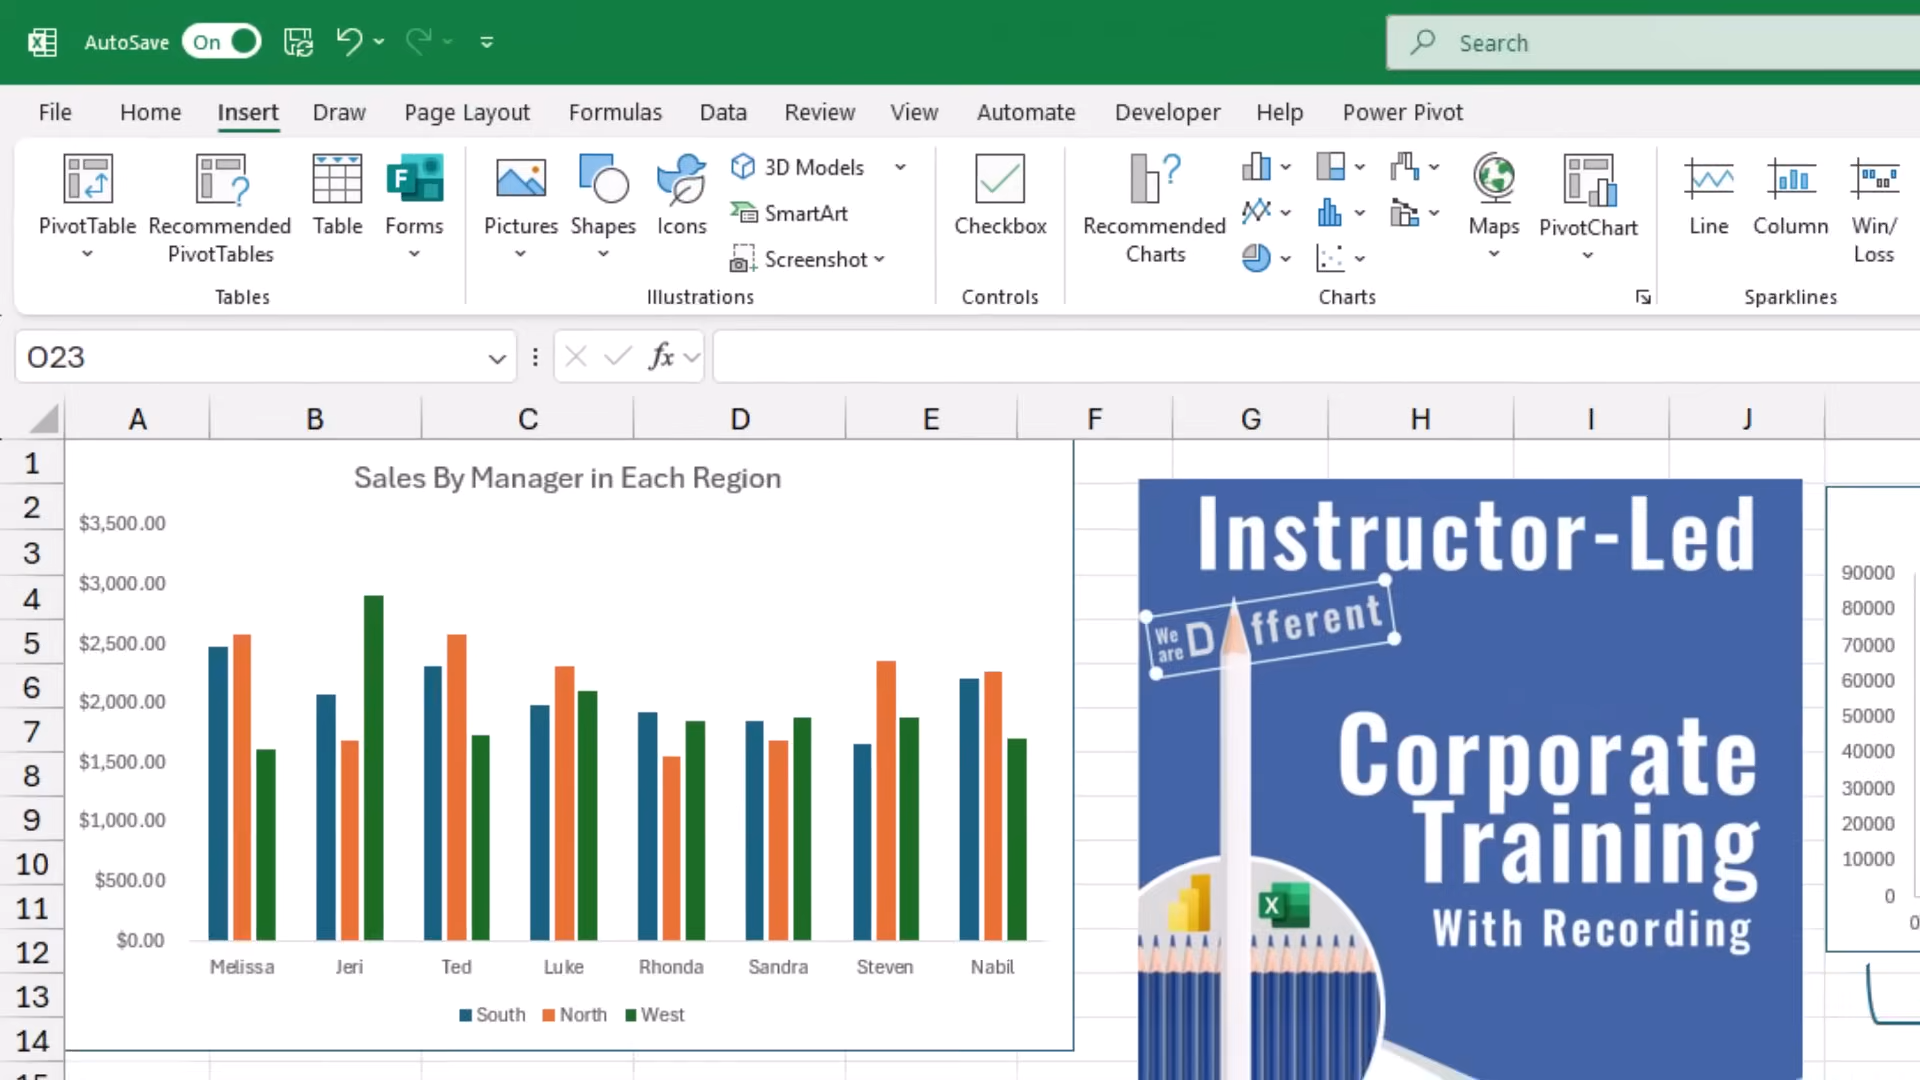 AutoSave On Search
File Home Insert Draw Page Layout Formulas Data Review View Automate Developer Help Power Pivot
PivotTable
Recommended
PivotTables
Table
Forms
Tables
Pictures
Shapes
Icons
3D Models
SmartArt
Screenshot
Illustrations
Checkbox
Controls
Recommended
Charts
Maps
PivotChart
Charts
Line
Column
Win/
Loss
Sparklines
O23
fx
A B C D E F G H I J
1
2
3
4
5
6
7
8
9
10
11
12
13
14
Sales By Manager in Each Region
$3,500.00
$3,000.00
$2,500.00
$2,000.00
$1,500.00
$1,000.00
$500.00
$0.00
Melissa Jeri Ted Luke Rhonda Sandra Steven Nabil
South North West
Instructor-Led
We
are
D fferent
Corporate
Training
With Recording
90000
80000
70000
60000
50000
40000
30000
20000
10000
0
0